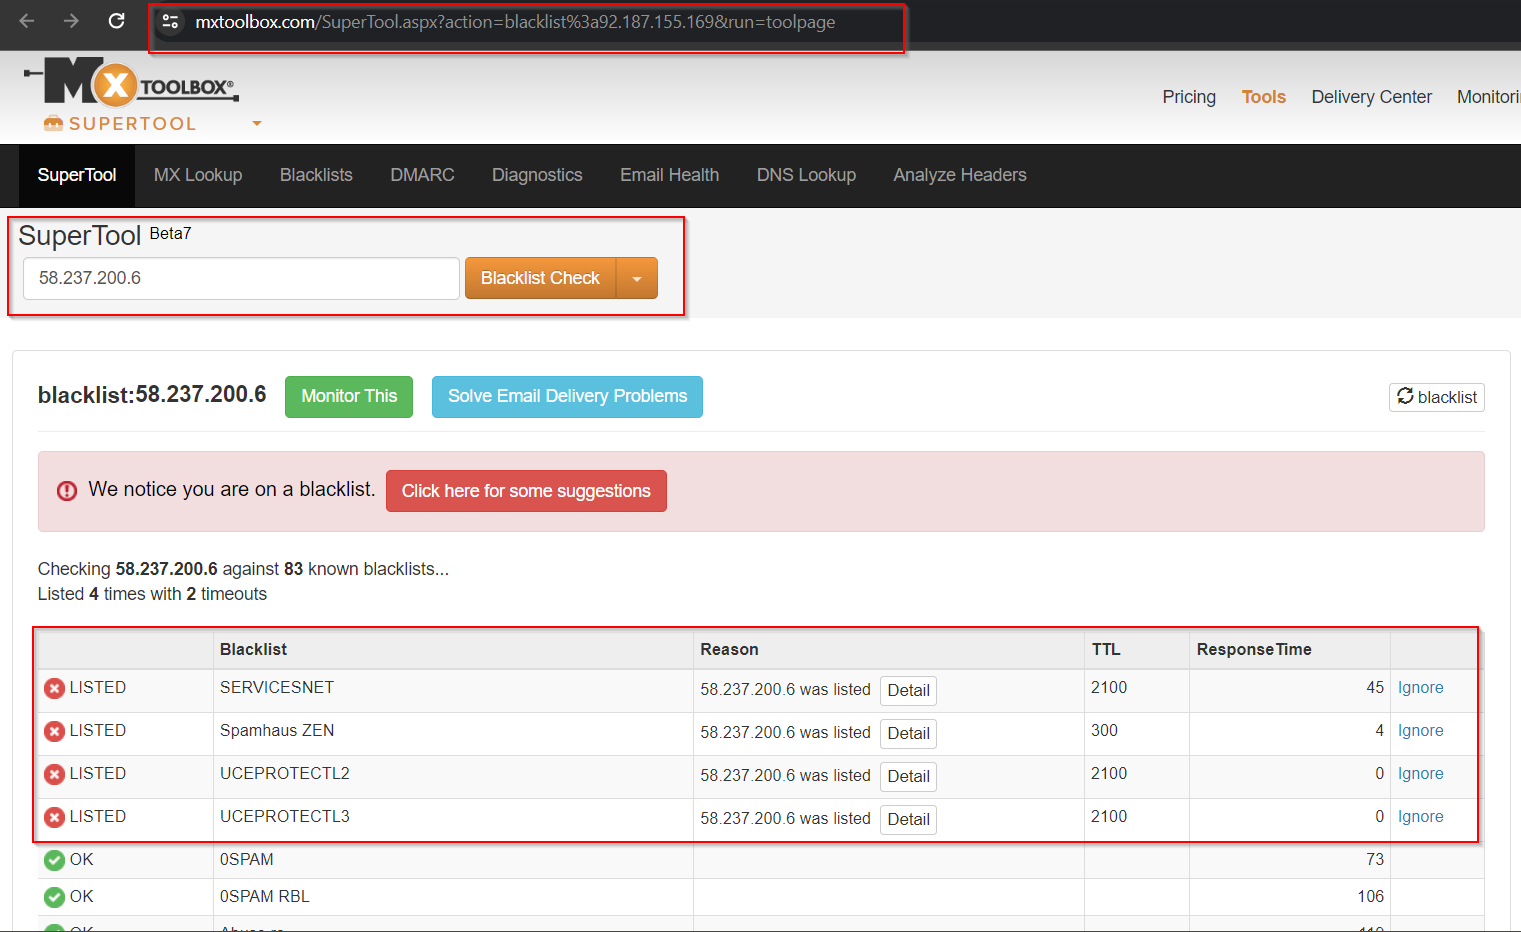 mxtoolbox.com/SuperTool.aspx?action=blacklist%3a92.187.155.169&run=toolpage
MX TOOLBOX®
SUPERTOOL
Pricing Tools Delivery Center Monitori
SuperTool MX Lookup Blacklists DMARC Diagnostics Email Health DNS Lookup Analyze Headers
SuperTool Beta7
58.237.200.6 Blacklist Check
blacklist:58.237.200.6 Monitor This Solve Email Delivery Problems blacklist
We notice you are on a blacklist. Click here for some suggestions
Checking 58.237.200.6 against 83 known blacklists...
Listed 4 times with 2 timeouts
Blacklist Reason TTL ResponseTime
LISTED SERVICESNET 58.237.200.6 was listed Detail 2100 45 Ignore
LISTED Spamhaus ZEN 58.237.200.6 was listed Detail 300 4 Ignore
LISTED UCEPROTECTL2 58.237.200.6 was listed Detail 2100 0 Ignore
LISTED UCEPROTECTL3 58.237.200.6 was listed Detail 2100 0 Ignore
OK 0SPAM 73
OK 0SPAM RBL 106
OK